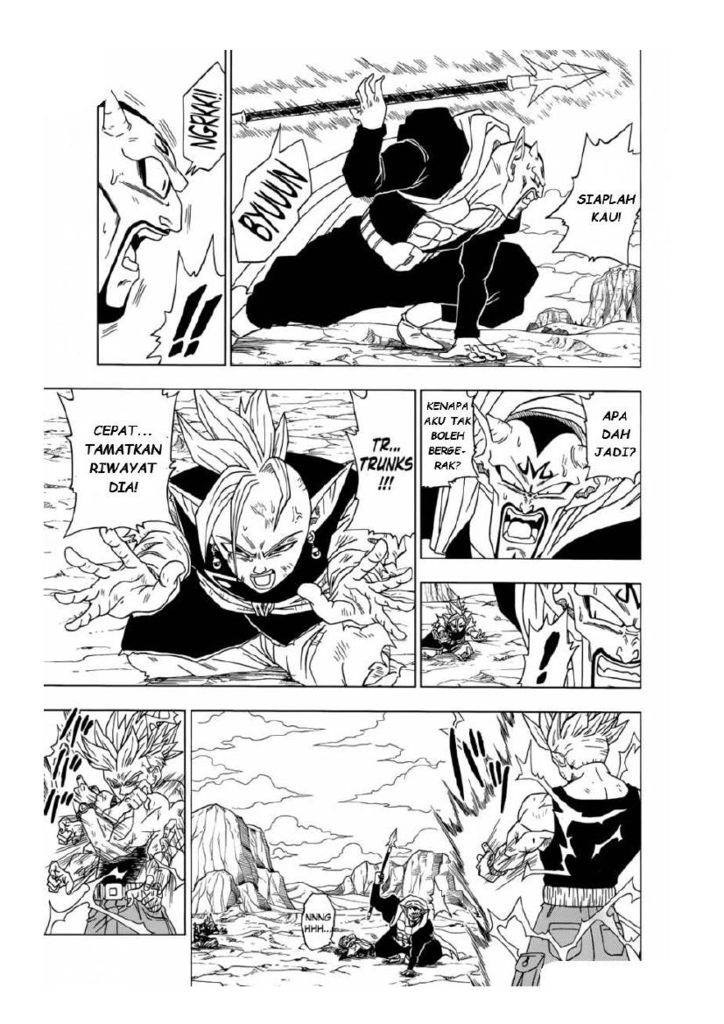 SIAPLAH
KAU!
BYUUUN
NGRKK!!
!!
APA
DAH
JADI?
KENAPA
AKU TAK
BOLEH
BERGE-
RAK?
!!
TR...
TRUNKS
!!!
CEPAT...
TAMATKAN
RIWAYAT
DIA!
NNNG
HHH...